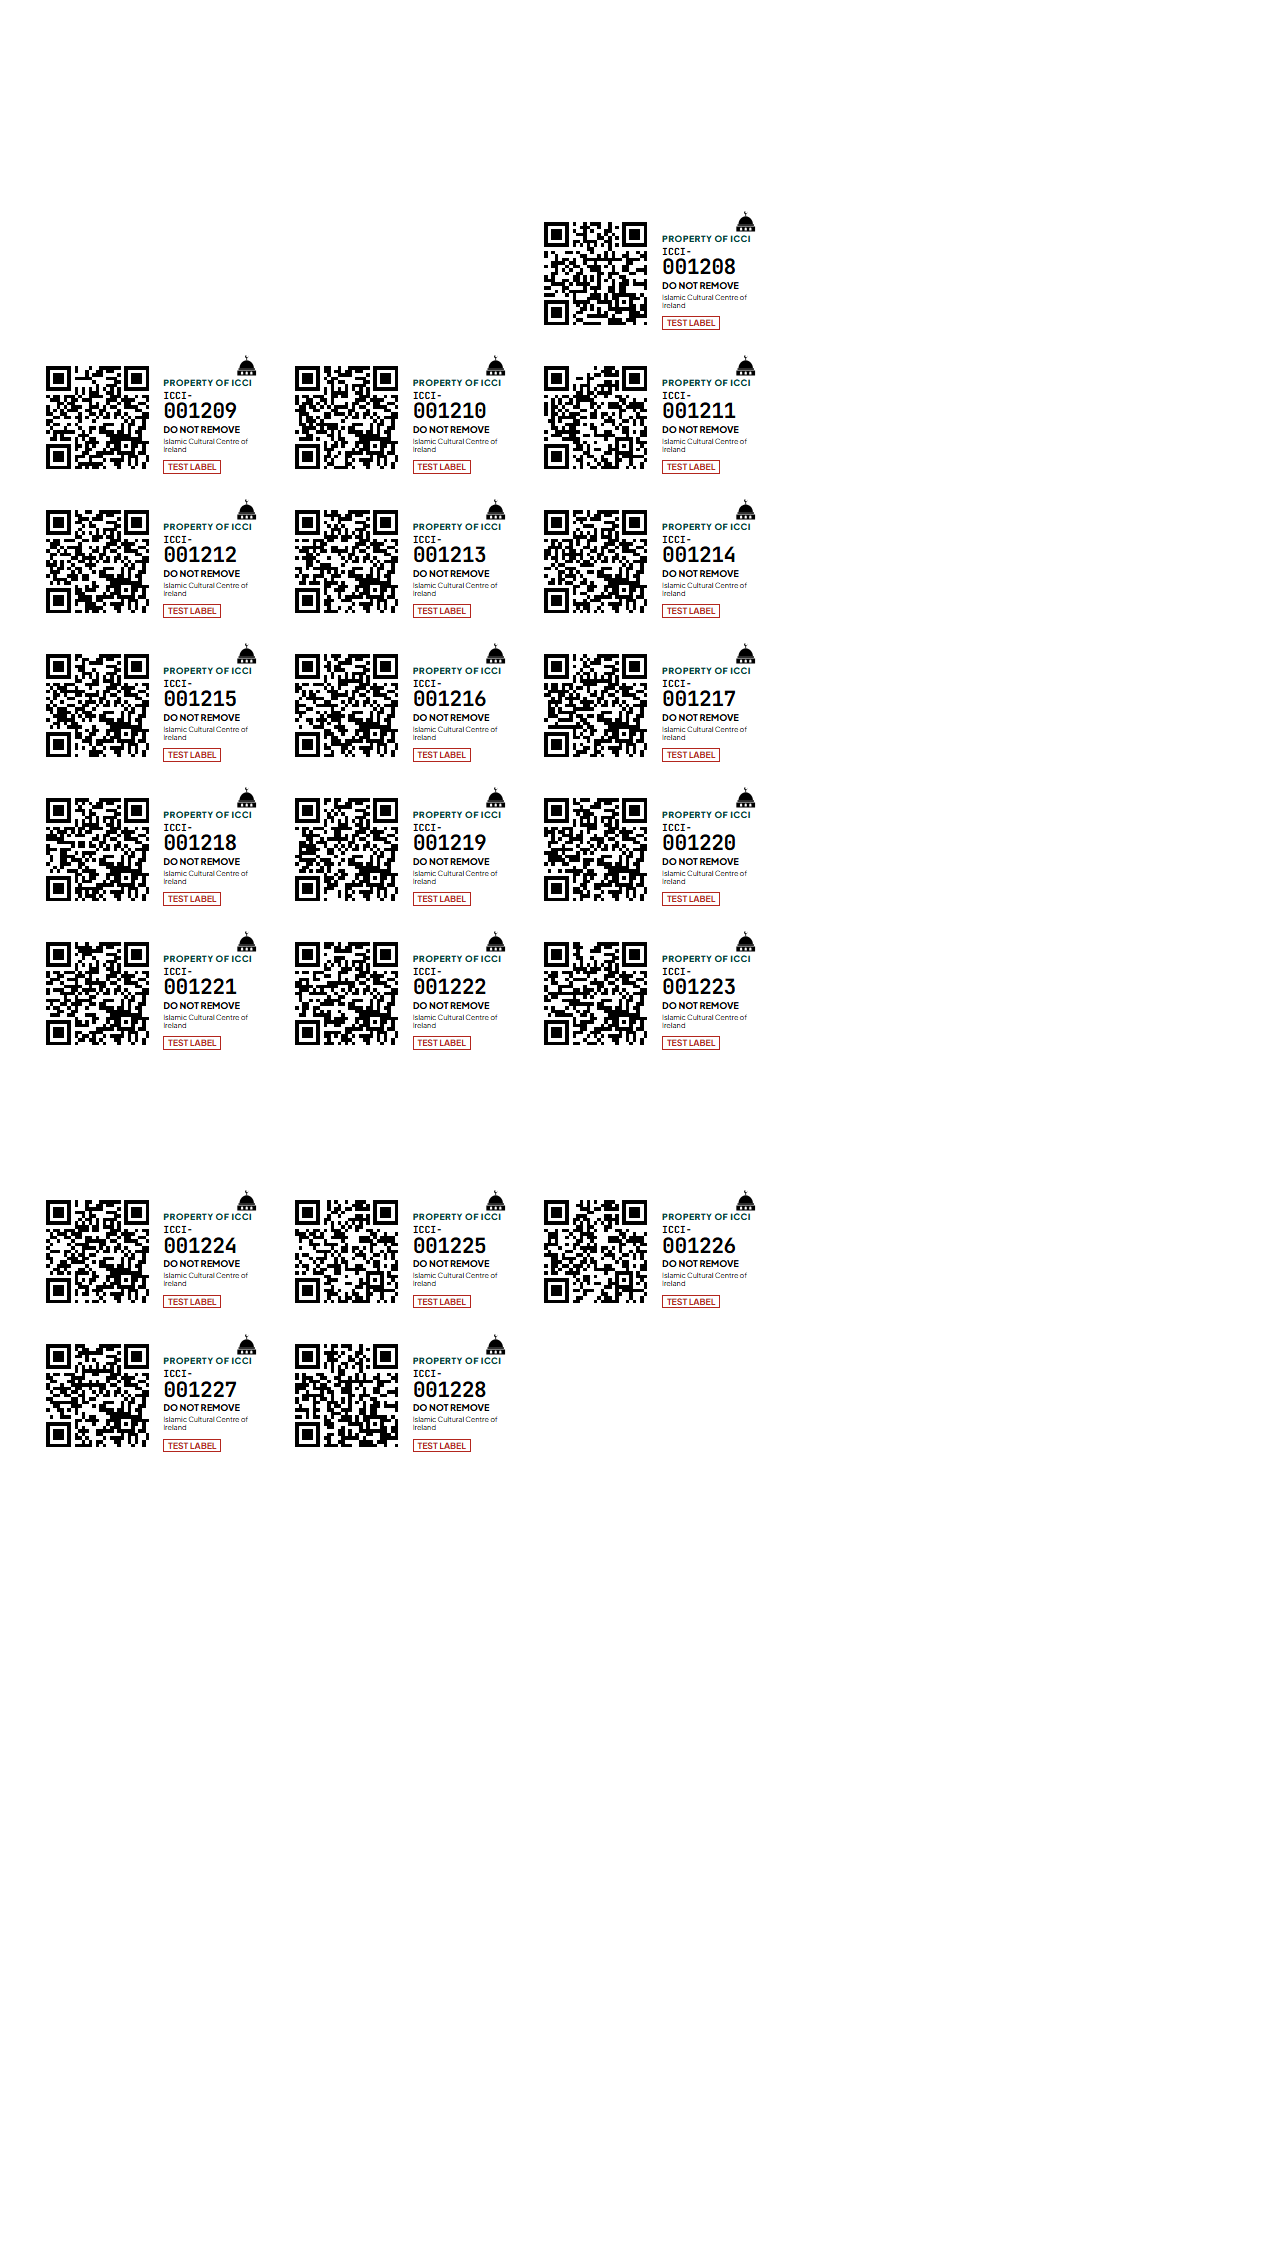 PROPERTY OF ICCI
ICCI-
001208
DO NOT REMOVE
Islamic Cultural Centre of
Ireland
TEST LABEL
PROPERTY OF ICCI
ICCI-
001209
DO NOT REMOVE
Islamic Cultural Centre of
Ireland
TEST LABEL
PROPERTY OF ICCI
ICCI-
001210
DO NOT REMOVE
Islamic Cultural Centre of
Ireland
TEST LABEL
PROPERTY OF ICCI
ICCI-
001211
DO NOT REMOVE
Islamic Cultural Centre of
Ireland
TEST LABEL
PROPERTY OF ICCI
ICCI-
001212
DO NOT REMOVE
Islamic Cultural Centre of
Ireland
TEST LABEL
PROPERTY OF ICCI
ICCI-
001213
DO NOT REMOVE
Islamic Cultural Centre of
Ireland
TEST LABEL
PROPERTY OF ICCI
ICCI-
001214
DO NOT REMOVE
Islamic Cultural Centre of
Ireland
TEST LABEL
PROPERTY OF ICCI
ICCI-
001215
DO NOT REMOVE
Islamic Cultural Centre of
Ireland
TEST LABEL
PROPERTY OF ICCI
ICCI-
001216
DO NOT REMOVE
Islamic Cultural Centre of
Ireland
TEST LABEL
PROPERTY OF ICCI
ICCI-
001217
DO NOT REMOVE
Islamic Cultural Centre of
Ireland
TEST LABEL
PROPERTY OF ICCI
ICCI-
001218
DO NOT REMOVE
Islamic Cultural Centre of
Ireland
TEST LABEL
PROPERTY OF ICCI
ICCI-
001219
DO NOT REMOVE
Islamic Cultural Centre of
Ireland
TEST LABEL
PROPERTY OF ICCI
ICCI-
001220
DO NOT REMOVE
Islamic Cultural Centre of
Ireland
TEST LABEL
PROPERTY OF ICCI
ICCI-
001221
DO NOT REMOVE
Islamic Cultural Centre of
Ireland
TEST LABEL
PROPERTY OF ICCI
ICCI-
001222
DO NOT REMOVE
Islamic Cultural Centre of
Ireland
TEST LABEL
PROPERTY OF ICCI
ICCI-
001223
DO NOT REMOVE
Islamic Cultural Centre of
Ireland
TEST LABEL
PROPERTY OF ICCI
ICCI-
001224
DO NOT REMOVE
Islamic Cultural Centre of
Ireland
TEST LABEL
PROPERTY OF ICCI
ICCI-
001225
DO NOT REMOVE
Islamic Cultural Centre of
Ireland
TEST LABEL
PROPERTY OF ICCI
ICCI-
001226
DO NOT REMOVE
Islamic Cultural Centre of
Ireland
TEST LABEL
PROPERTY OF ICCI
ICCI-
001227
DO NOT REMOVE
Islamic Cultural Centre of
Ireland
TEST LABEL
PROPERTY OF ICCI
ICCI-
001228
DO NOT REMOVE
Islamic Cultural Centre of
Ireland
TEST LABEL